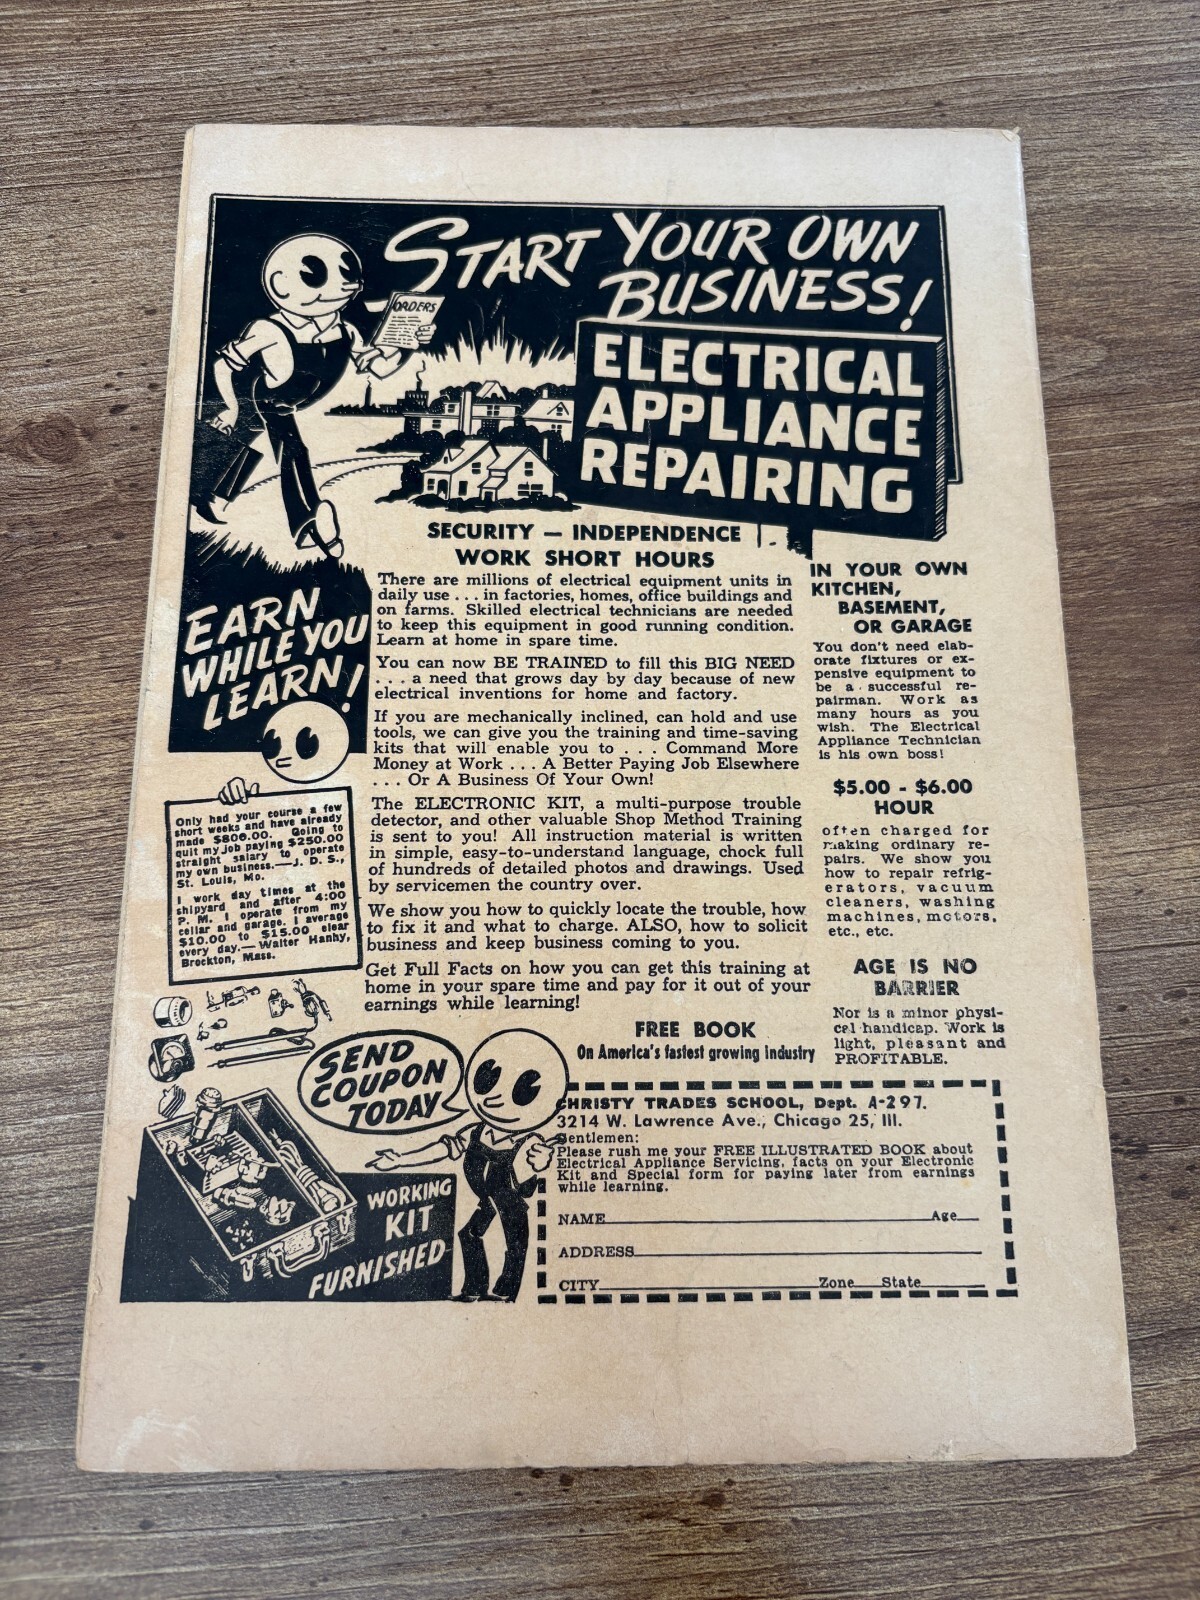 START YOUR OWN
BUSINESS!
ORDERS
ELECTRICAL
APPLIANCE
REPAIRING
EARN
WHILE YOU
LEARN!
SECURITY — INDEPENDENCE
WORK SHORT HOURS
There are millions of electrical equipment units in
daily use . . . in factories, homes, office buildings and
on farms. Skilled electrical technicians are needed
to keep this equipment in good running condition.
Learn at home in spare time.
You can now BE TRAINED to fill this BIG NEED
. . . a need that grows day by day because of new
electrical inventions for home and factory.
If you are mechanically inclined, can hold and use
tools, we can give you the training and time-saving
kits that will enable you to . . . Command More
Money at Work . . . A Better Paying Job Elsewhere
. . . Or A Business Of Your Own!
The ELECTRONIC KIT, a multi-purpose trouble
detector, and other valuable Shop Method Training
is sent to you! All instruction material is written
in simple, easy-to-understand language, chock full
of hundreds of detailed photos and drawings. Used
by servicemen the country over.
We show you how to quickly locate the trouble, how
to fix it and what to charge. ALSO, how to solicit
business and keep business coming to you.
Get Full Facts on how you can get this training at
home in your spare time and pay for it out of your
earnings while learning!
IN YOUR OWN
KITCHEN,
BASEMENT,
OR GARAGE
You don't need elab-
orate fixtures or ex-
pensive equipment to
be a successful re-
pairman. Work as
many hours as you
wish. The Electrical
Appliance Technician
is his own boss!
$5.00 - $6.00
HOUR
often charged for
making ordinary re-
pairs. We show you
how to repair refrig-
erators, vacuum
cleaners, washing
machines, motors,
etc., etc.
AGE IS NO
BARRIER
Nor is a minor physi-
cal handicap. Work is
light, pleasant and
PROFITABLE.
Only had your course a few
short weeks and have already
made $800.00. Going to
quit my job paying $250.00
straight salary to operate
my own business.—J. D. S.,
St. Louis, Mo.
I work day times at the
shipyard and after 4:00
P. M. I operate from my
cellar and garage. I average
$10.00 to $15.00 clear
every day.—Walter Hanhy,
Brockton, Mass.
SEND
COUPON
TODAY
WORKING
KIT
FURNISHED
FREE BOOK
On America's fastest growing industry
CHRISTY TRADES SCHOOL, Dept. A-297.
3214 W. Lawrence Ave., Chicago 25, Ill.
Gentlemen:
Please rush me your FREE ILLUSTRATED BOOK about
Electrical Appliance Servicing, facts on your Electronic
Kit and Special form for paying later from earnings
while learning.
NAME Age
ADDRESS
CITY Zone State